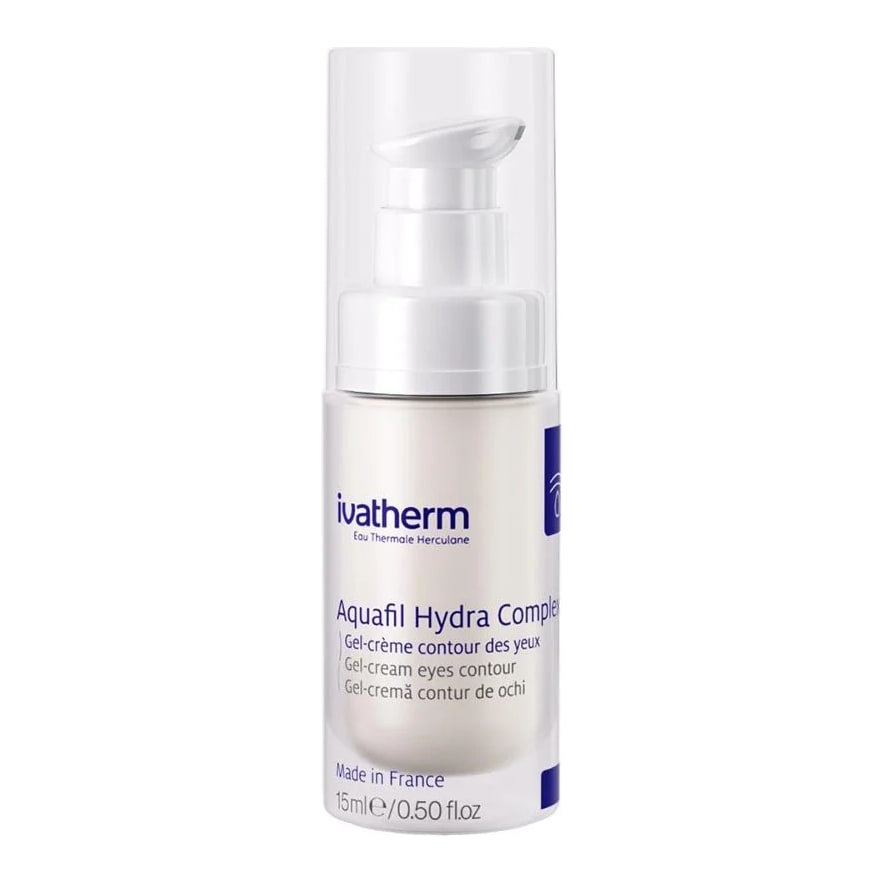 ivatherm
Eau Thermale Herculane
Aquafil Hydra Complex
Gel-crème contour des yeux
Gel-cream eyes contour
Gel-cremă contur de ochi
Made in France
15ml℮/0.50 fl.oz